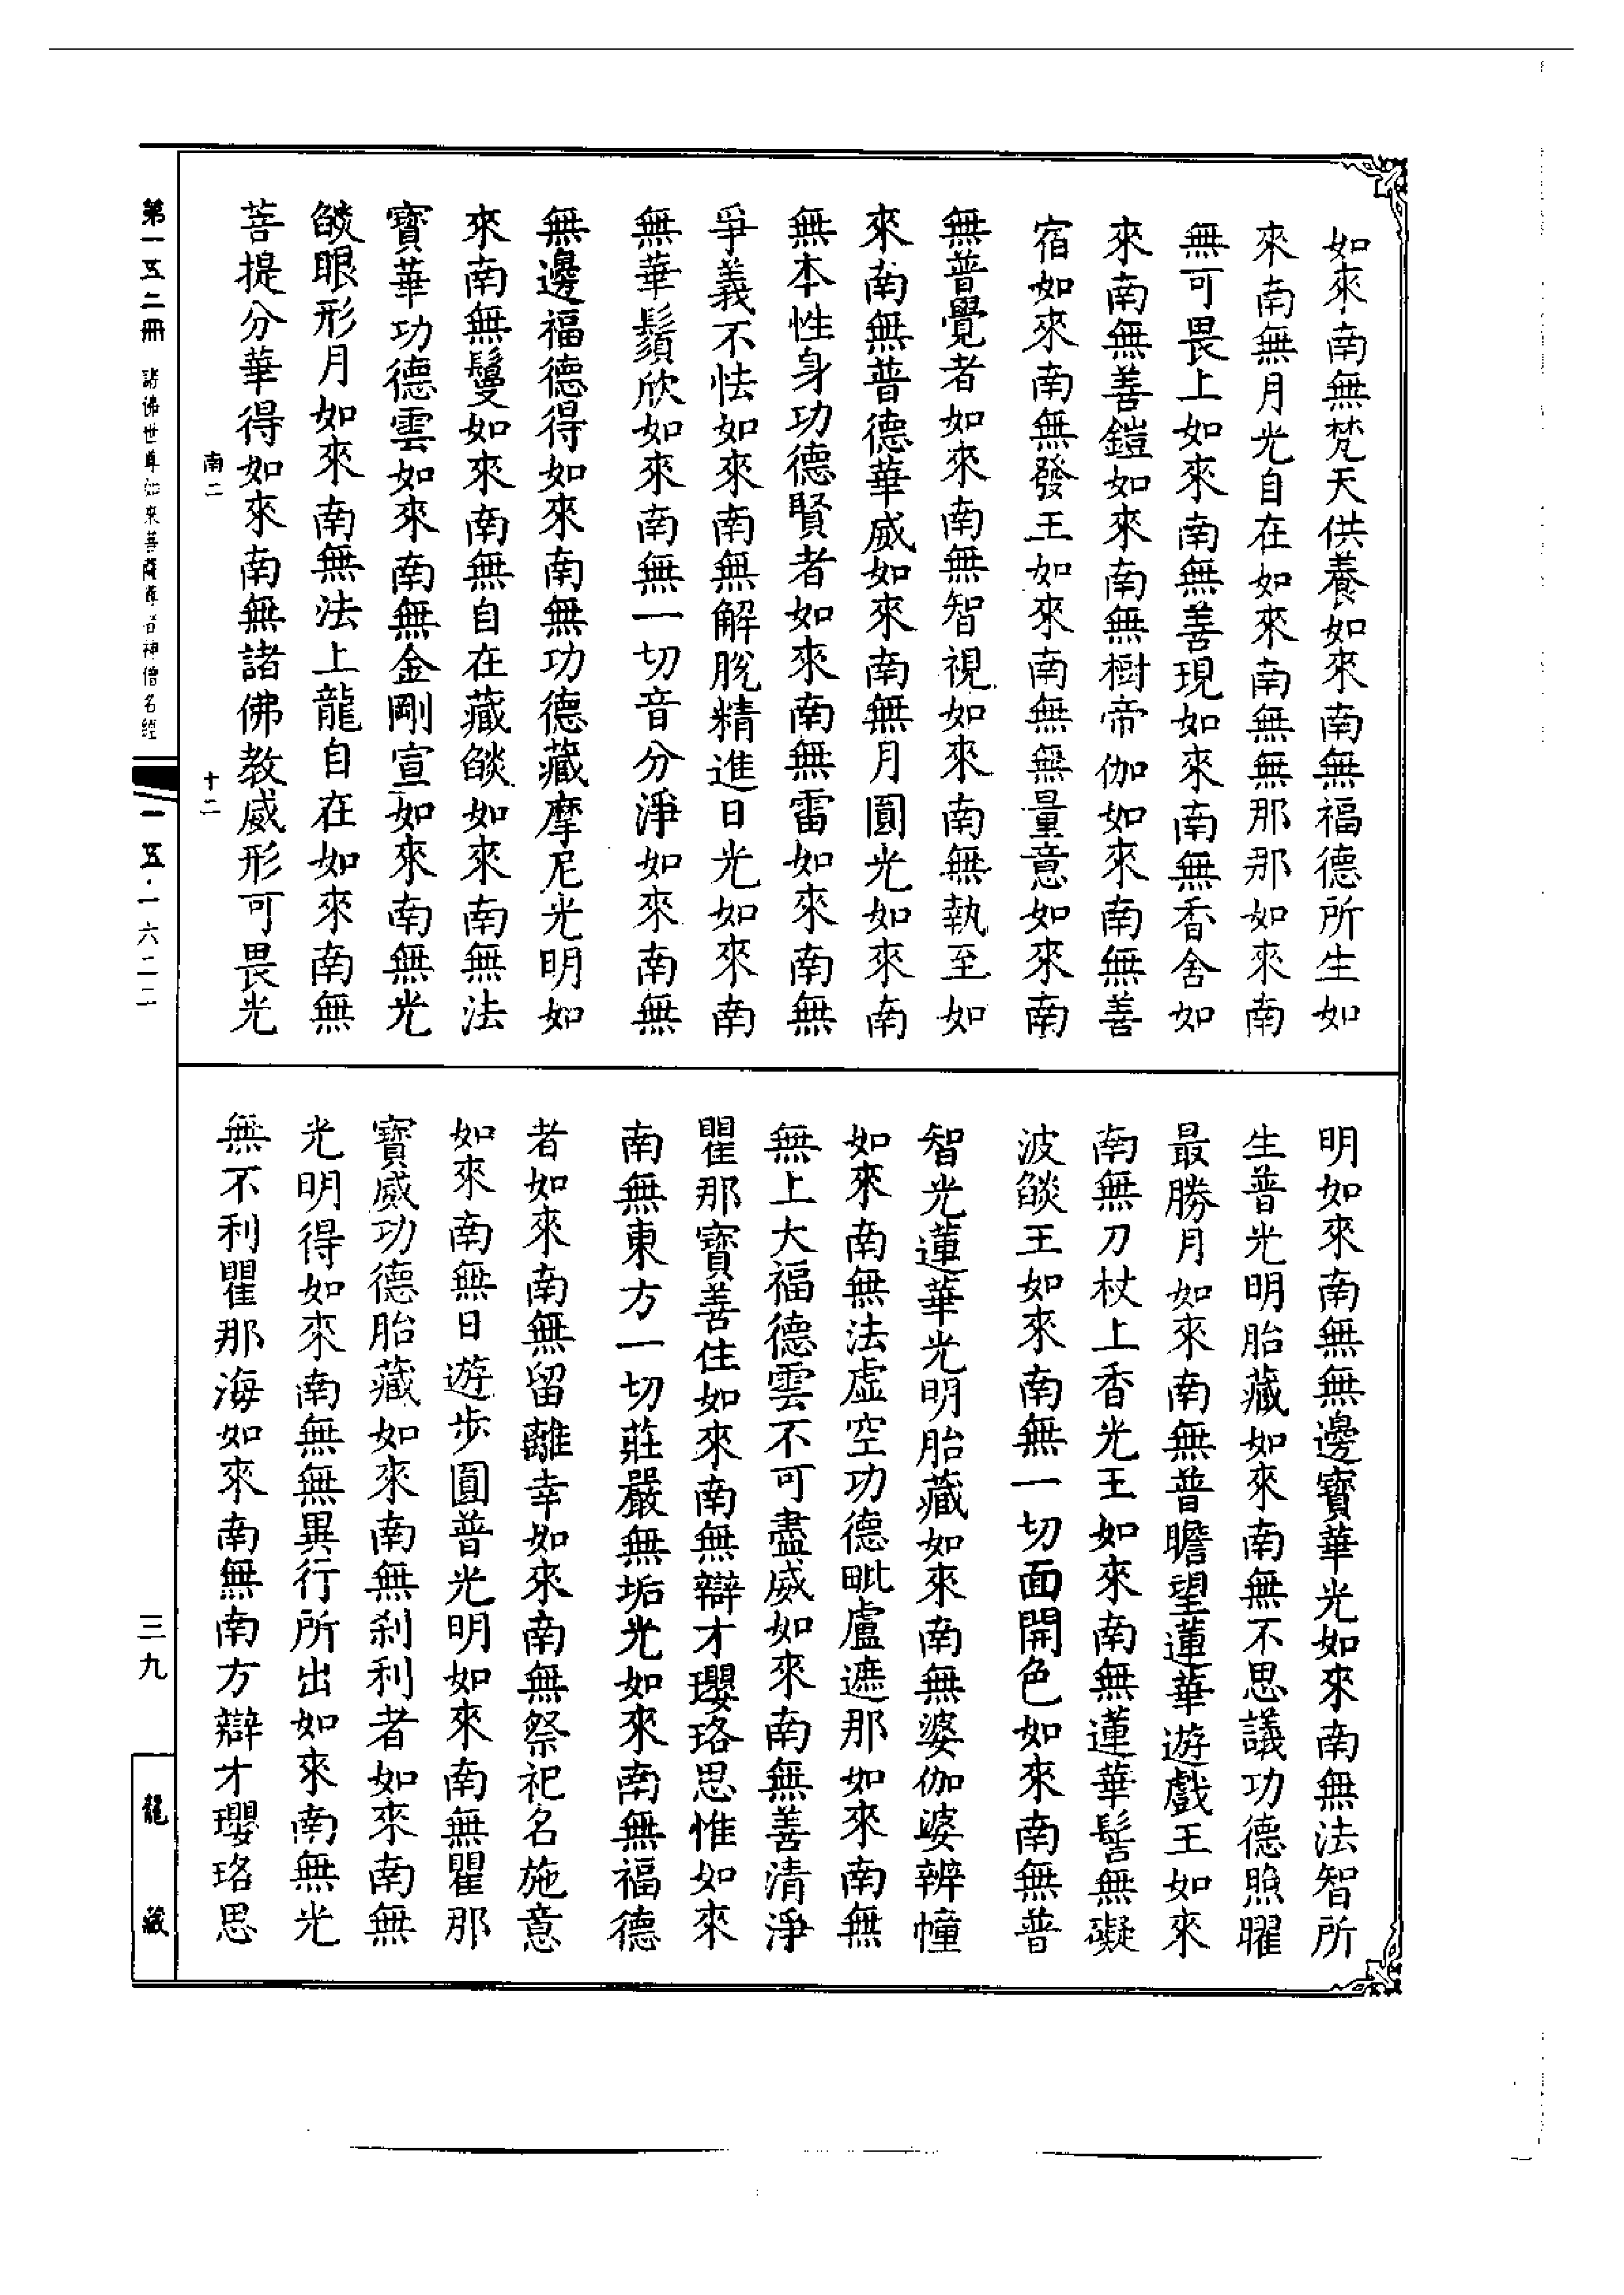 如來南無梵天供養如來南無福德所生如
來南無月光自在如來南無無那那如來南
無可畏上如來南無善現如來南無香舍如
來南無善鎧如來南無樹帝伽如來南無善
宿如來南無發王如來南無無量意如來南
無普覺者如來南無智視如來南無執至如
來南無普德華威如來南無月圓光如來南
無本性身功德賢者如來南無雷如來南無
爭義不怯如來南無解脫精進日光如來南
無華鬚欣如來南無一切音分淨如來南無
無邊福德得如來南無功德藏摩尼光明如
來南無鬘如來南無自在藏燄如來南無法
寶華功德雲如來南無金剛宣如來南無光
燄眼形月如來南無法上龍自在如來南無
菩提分華得如來南無諸佛教威形可畏光
南二 十二
明如來南無無邊寶華光如來南無法智所
生普光明胎藏如來南無不思議功德照曜
最勝月如來南無普瞻望蓮華遊戲王如來
南無刀杖上香光王如來南無蓮華髻無礙
波燄王如來南無一切面開色如來南無普
智光蓮華光明胎藏如來南無婆伽婆辨幢
如來南無法虛空功德毗盧遮那如來南無
無上大福德雲不可盡威如來南無善清淨
瞿那寶善住如來南無辯才瓔珞思惟如來
南無東方一切莊嚴無垢光如來南無福德
者如來南無留離幸如來南無祭祀名施意
如來南無日遊步圓普光明如來南無瞿那
寶威功德胎藏如來南無剎利者如來南無
光明得如來南無無異行所出如來南無光
無不利瞿那海如來南無南方辯才瓔珞思
第一五二冊 諸佛世尊如來菩薩尊者神僧名經
一五·一六二二
三九
龍藏